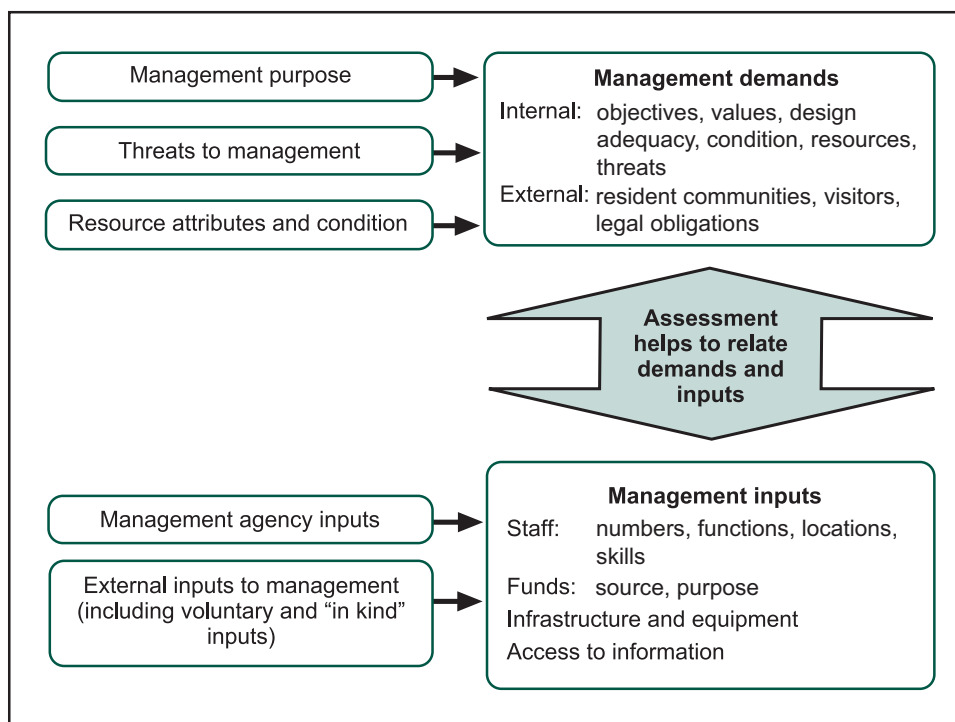 Management purpose
Threats to management
Resource attributes and condition
Management demands
Internal: objectives, values, design
adequacy, condition, resources,
threats
External: resident communities, visitors,
legal obligations
Assessment
helps to relate
demands and
inputs
Management agency inputs
External inputs to management
(including voluntary and “in kind”
inputs)
Management inputs
Staff: numbers, functions, locations,
skills
Funds: source, purpose
Infrastructure and equipment
Access to information